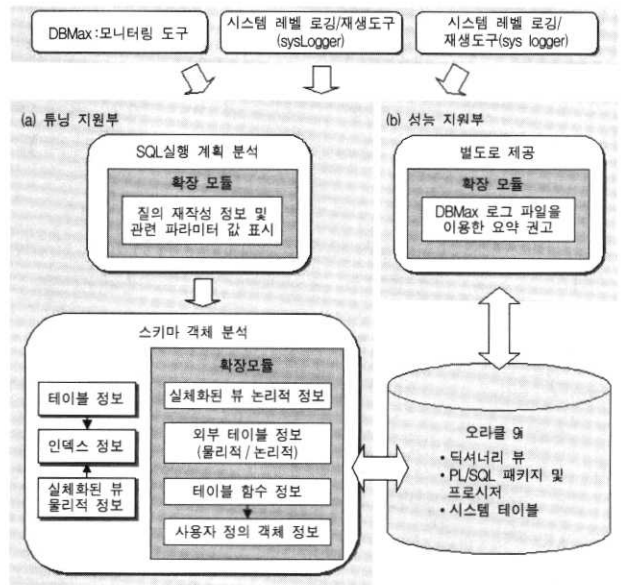 DBMax:모니터링 도구
시스템 레벨 로깅/재생도구
(sysLogger)
시스템 레벨 로깅/
재생도구(sys logger)
(a) 튜닝 지원부
SQL실행 계획 분석
확장 모듈
질의 재작성 정보 및
관련 파라미터 값 표시
(b) 성능 지원부
별도로 제공
확장 모듈
DBMax 로그 파일을
이용한 요약 권고
스키마 객체 분석
테이블 정보
인덱스 정보
실체화된 뷰
물리적 정보
확장모듈
실체화된 뷰 논리적 정보
외부 테이블 정보
(물리적/논리적)
테이블 함수 정보
사용자 정의 객체 정보
오라클 9i
• 딕셔너리 뷰
• PL/SQL 패키지 및
프로시저
• 시스템 테이블